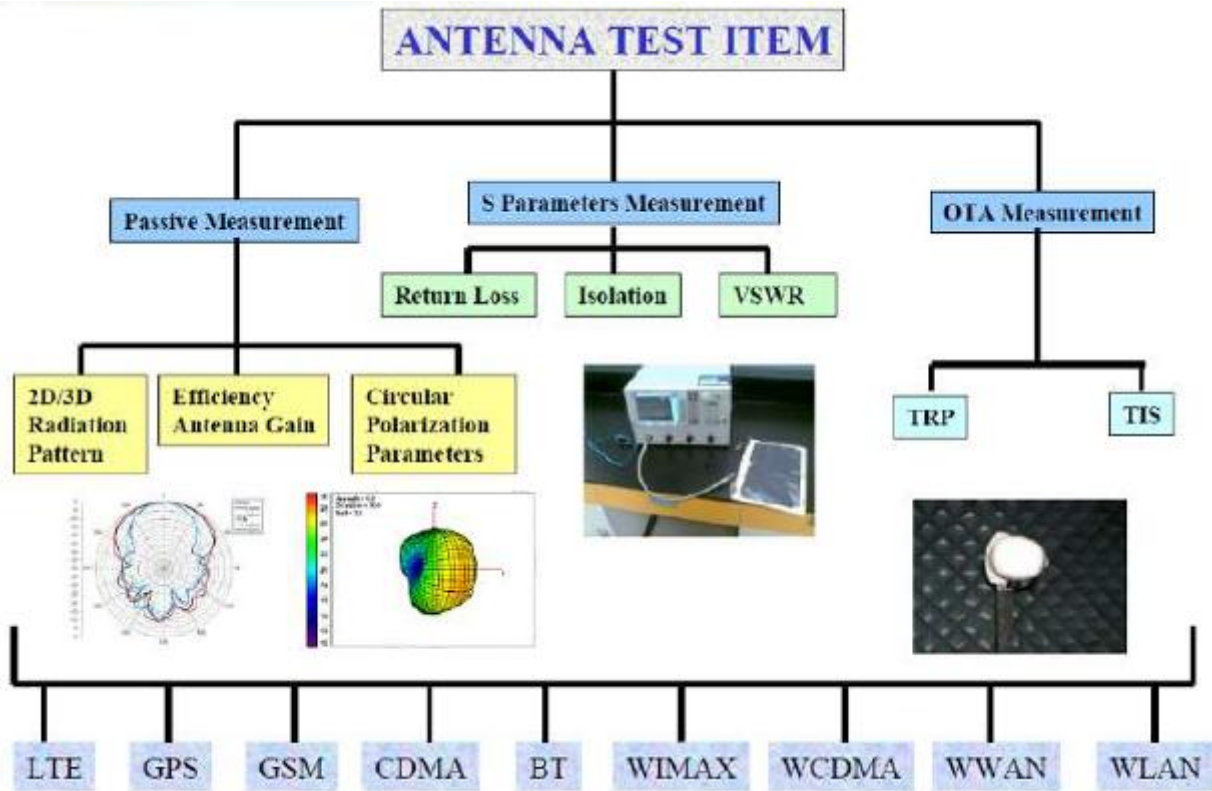 ANTENNA TEST ITEM
Passive Measurement
S Parameters Measurement
OTA Measurement
Return Loss
Isolation
VSWR
2D/3D
Radiation
Pattern
Efficiency
Antenna Gain
Circular
Polarization
Parameters
TRP
TIS
LTE
GPS
GSM
CDMA
BT
WIMAX
WCDMA
WWAN
WLAN